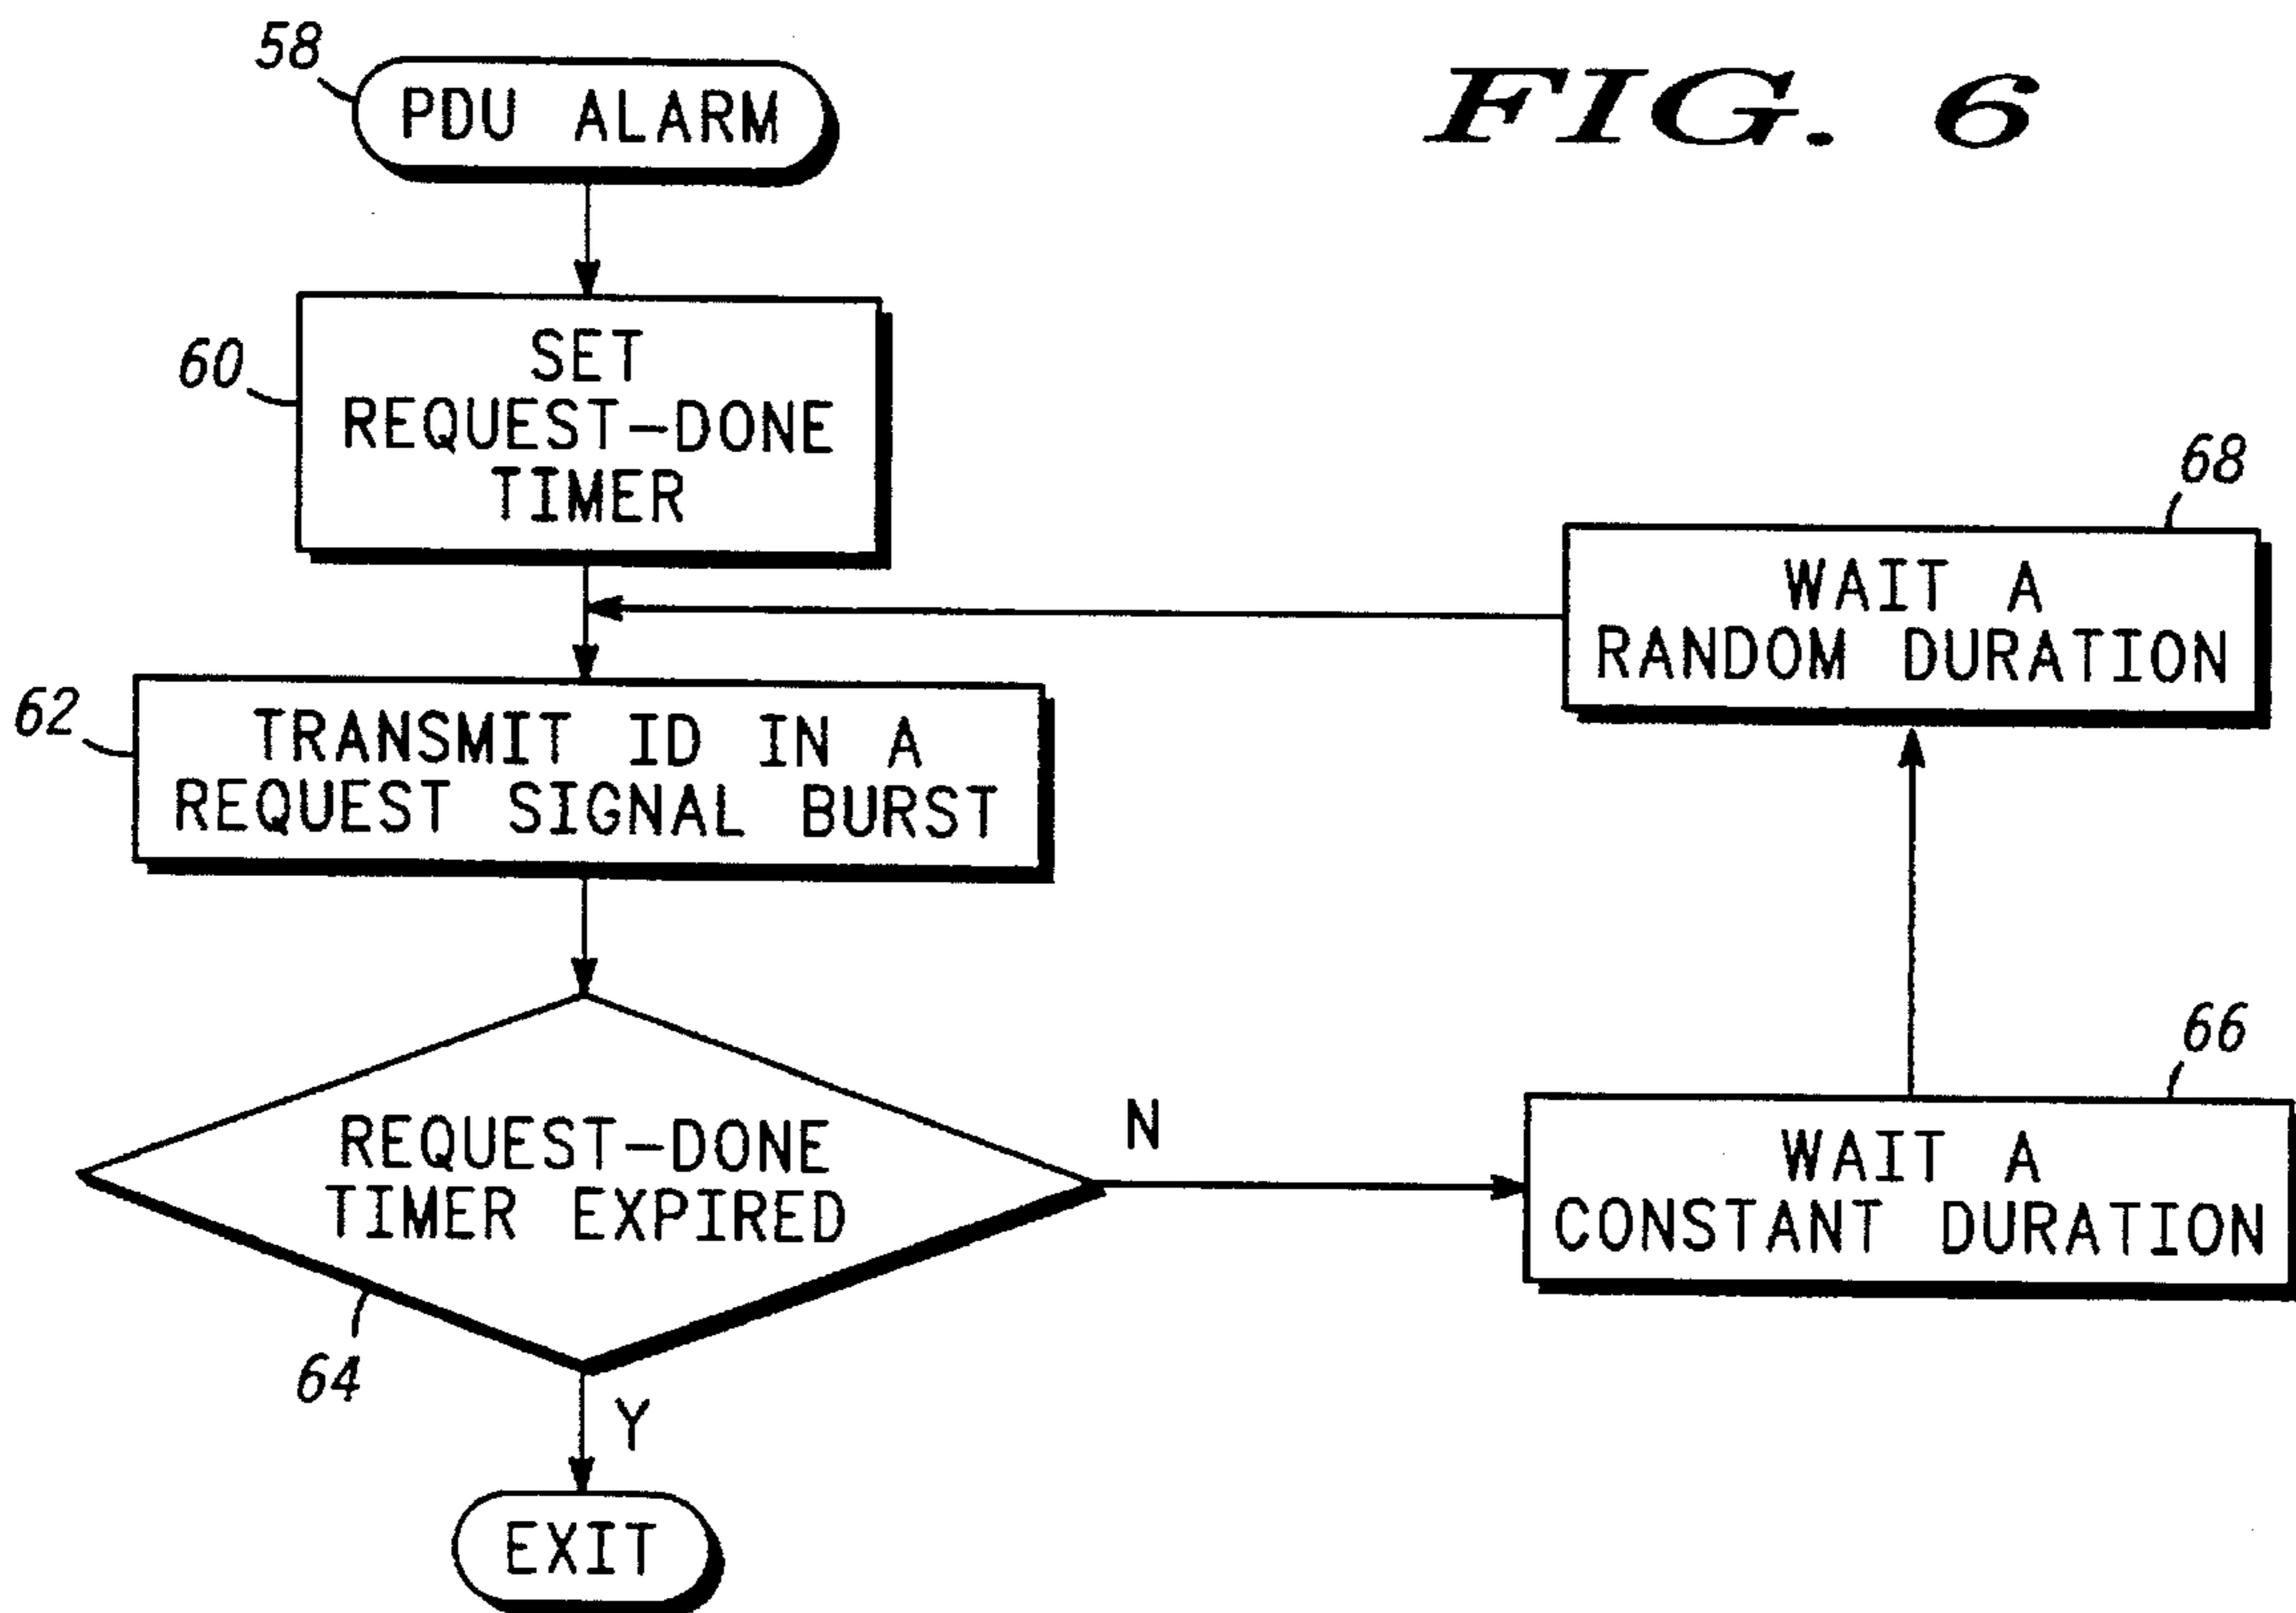 FIG. 6
58
PDU ALARM
60
SET
REQUEST-DONE
TIMER
68
WAIT A
RANDOM DURATION
62
TRANSMIT ID IN A
REQUEST SIGNAL BURST
66
WAIT A
CONSTANT DURATION
N
REQUEST-DONE
TIMER EXPIRED
64
Y
EXIT